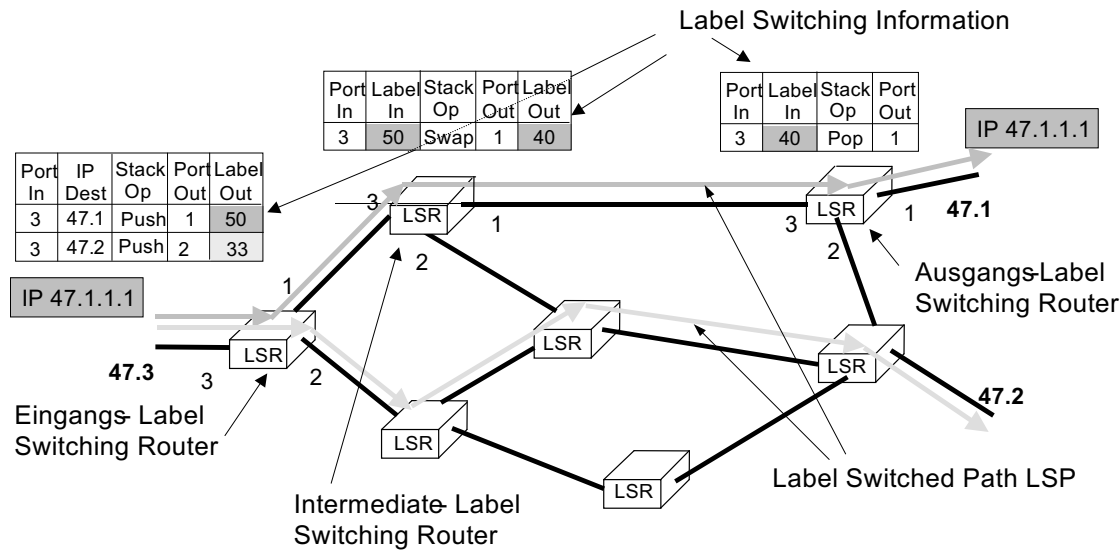 Label Switching Information
Port In Label In Stack Op Port Out Label Out
3 50 Swap 1 40
Port In Label In Stack Op Port Out
3 40 Pop 1
IP 47.1.1.1
Port In IP Dest Stack Op Port Out Label Out
3 47.1 Push 1 50
3 47.2 Push 2 33
3
LSR
1
2
LSR
3
1
2
47.1
Ausgangs-Label
Switching Router
IP 47.1.1.1
1
LSR
47.3
3
2
LSR
LSR
47.2
Eingangs- Label
Switching Router
LSR
LSR
Label Switched Path LSP
Intermediate- Label
Switching Router